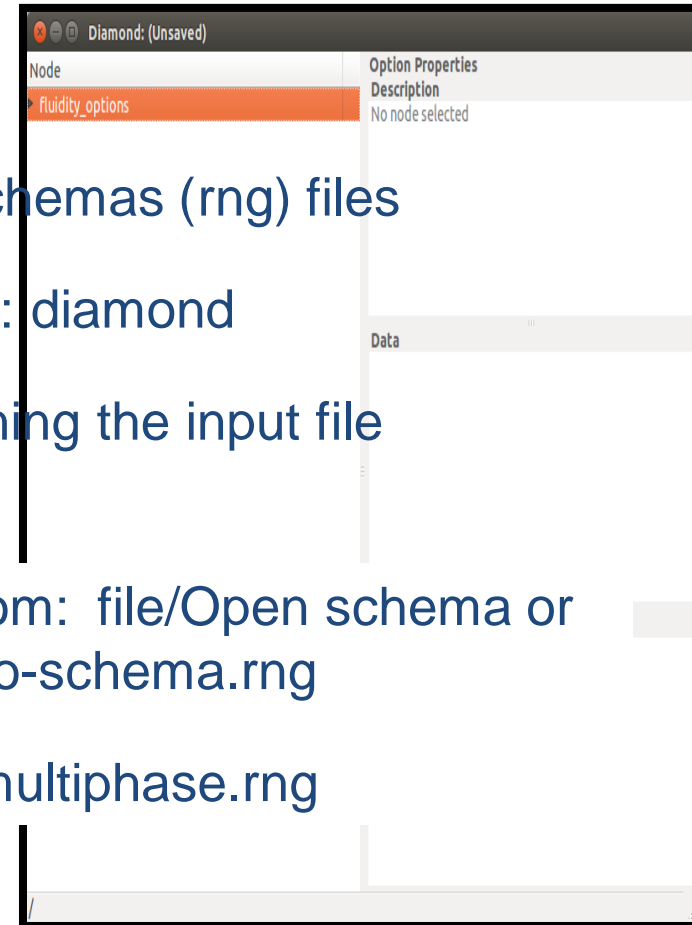 Diamond: (Unsaved)
Node
Option Properties
Description
fluidity_options
No node selected
chemas (rng) files
: diamond
Data
ning the input file
om: file/Open schema or
o-schema.rng
multiphase.rng
/